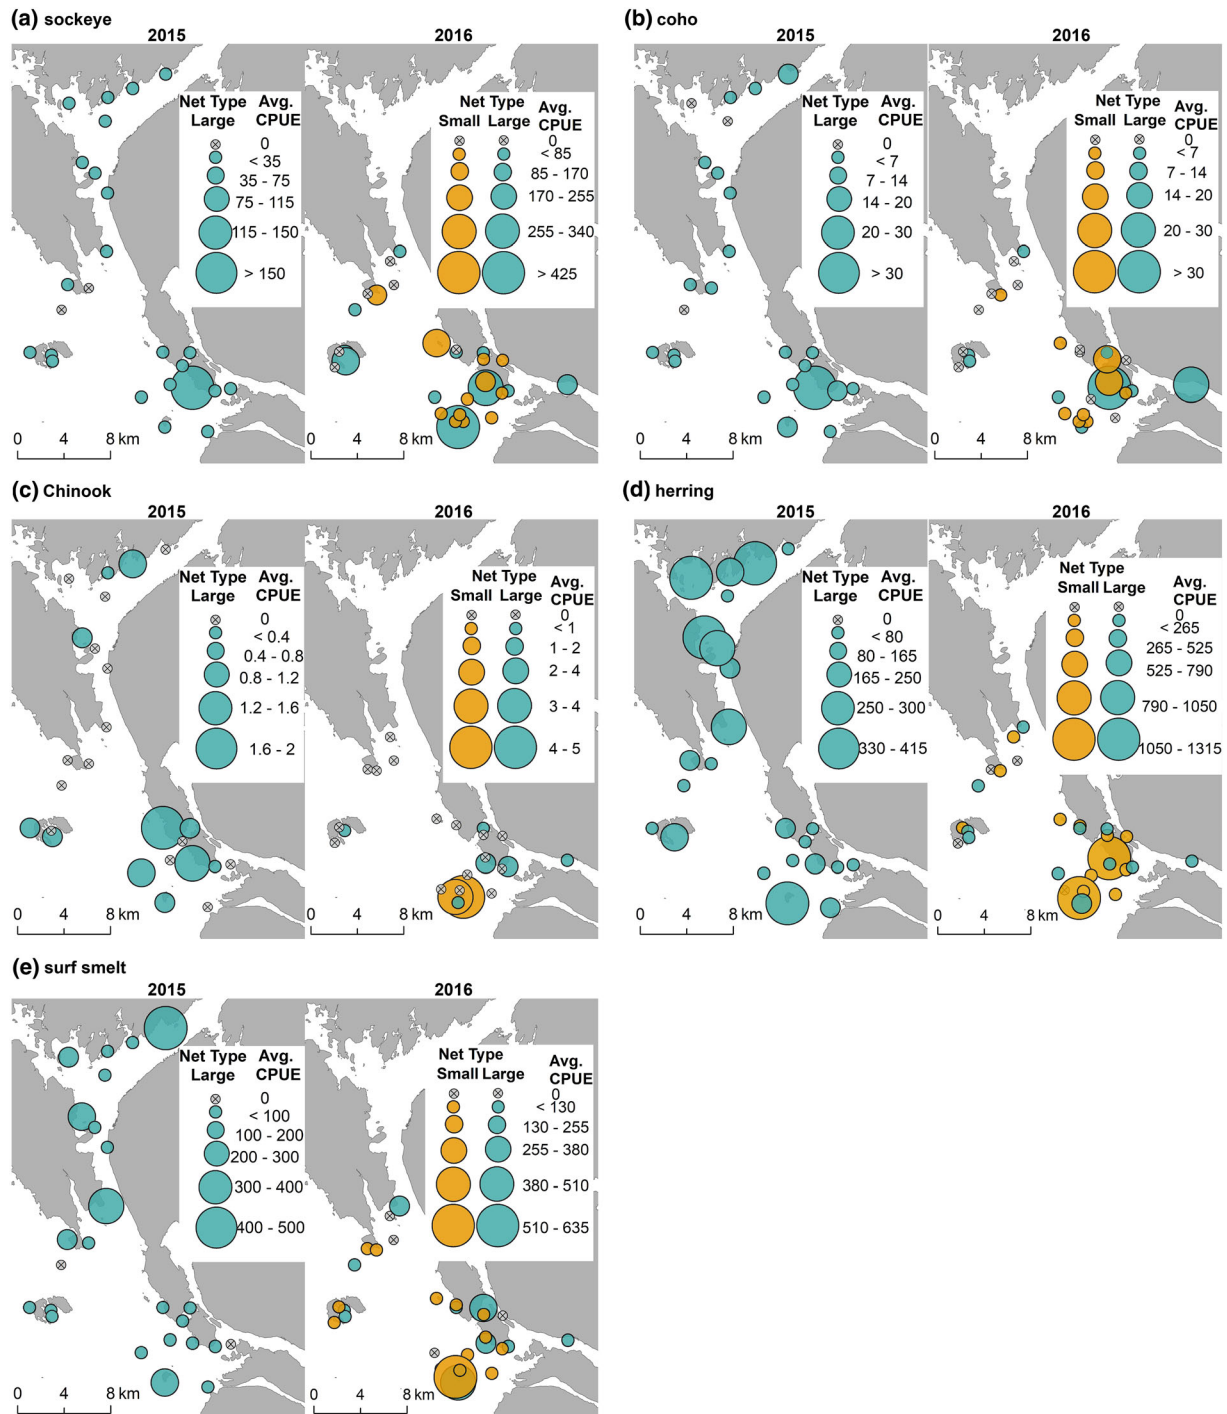 (a) sockeye
2015
2016
Net Type Avg.
Large CPUE
0
< 35
35 - 75
75 - 115
115 - 150
> 150
Net Type
Small Large Avg. CPUE
0
< 85
85 - 170
170 - 255
255 - 340
> 425
0 4 8 km
0 4 8 km
(b) coho
2015
2016
Net Type Avg.
Large CPUE
0
< 7
7 - 14
14 - 20
20 - 30
> 30
Net Type
Small Large Avg. CPUE
0
< 7
7 - 14
14 - 20
20 - 30
> 30
0 4 8 km
0 4 8 km
(c) Chinook
2015
2016
Net Type Avg.
Large CPUE
0
< 0.4
0.4 - 0.8
0.8 - 1.2
1.2 - 1.6
1.6 - 2
Net Type
Small Large Avg. CPUE
0
< 1
1 - 2
2 - 4
3 - 4
4 - 5
0 4 8 km
0 4 8 km
(d) herring
2015
2016
Net Type Avg.
Large CPUE
0
< 80
80 - 165
165 - 250
250 - 300
330 - 415
Net Type
Small Large Avg. CPUE
0
< 265
265 - 525
525 - 790
790 - 1050
1050 - 1315
0 4 8 km
0 4 8 km
(e) surf smelt
2015
2016
Net Type Avg.
Large CPUE
0
< 100
100 - 200
200 - 300
300 - 400
400 - 500
Net Type
Small Large Avg. CPUE
0
< 130
130 - 255
255 - 380
380 - 510
510 - 635
0 4 8 km
0 4 8 km